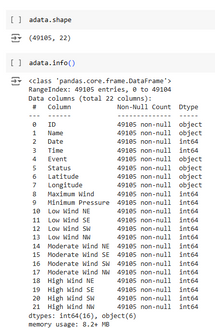 [ ] adata.shape
(49105, 22)
[ ] adata.info()
<class 'pandas.core.frame.DataFrame'>
RangeIndex: 49105 entries, 0 to 49104
Data columns (total 22 columns):
# Column Non-Null Count Dtype
--- ------ -------------- -----
0 ID 49105 non-null object
1 Name 49105 non-null object
2 Date 49105 non-null int64
3 Time 49105 non-null int64
4 Event 49105 non-null object
5 Status 49105 non-null object
6 Latitude 49105 non-null object
7 Longitude 49105 non-null object
8 Maximum Wind 49105 non-null int64
9 Minimum Pressure 49105 non-null int64
10 Low Wind NE 49105 non-null int64
11 Low Wind SE 49105 non-null int64
12 Low Wind SW 49105 non-null int64
13 Low Wind NW 49105 non-null int64
14 Moderate Wind NE 49105 non-null int64
15 Moderate Wind SE 49105 non-null int64
16 Moderate Wind SW 49105 non-null int64
17 Moderate Wind NW 49105 non-null int64
18 High Wind NE 49105 non-null int64
19 High Wind SE 49105 non-null int64
20 High Wind SW 49105 non-null int64
21 High Wind NW 49105 non-null int64
dtypes: int64(16), object(6)
memory usage: 8.2+ MB